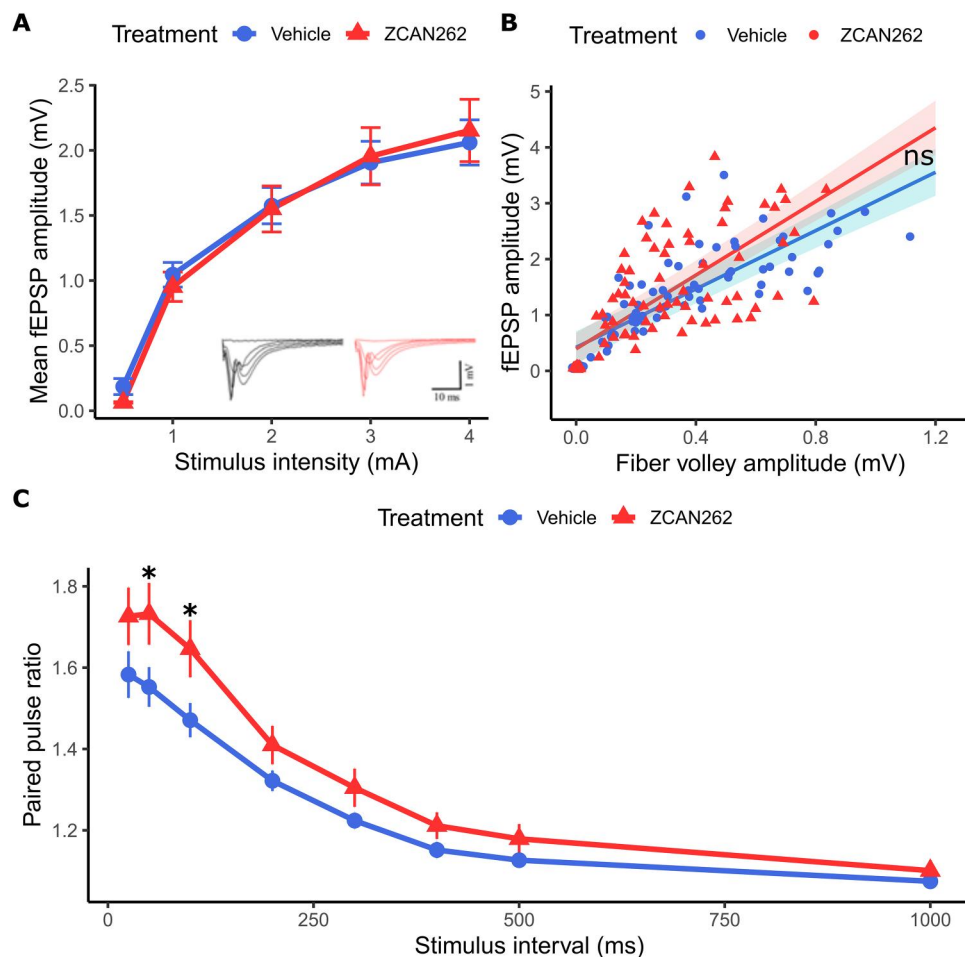 A
Treatment Vehicle ZCAN262
Mean fEPSP amplitude (mV)
2.5
2.0
1.5
1.0
0.5
0.0
1 mV
10 ms
1 2 3 4
Stimulus intensity (mA)
B
Treatment Vehicle ZCAN262
fEPSP amplitude (mV)
5
4
3
2
1
0
ns
0.0 0.4 0.8 1.2
Fiber volley amplitude (mV)
C
Treatment Vehicle ZCAN262
Paired pulse ratio
1.8
1.6
1.4
1.2
*
*
0 250 500 750 1000
Stimulus interval (ms)